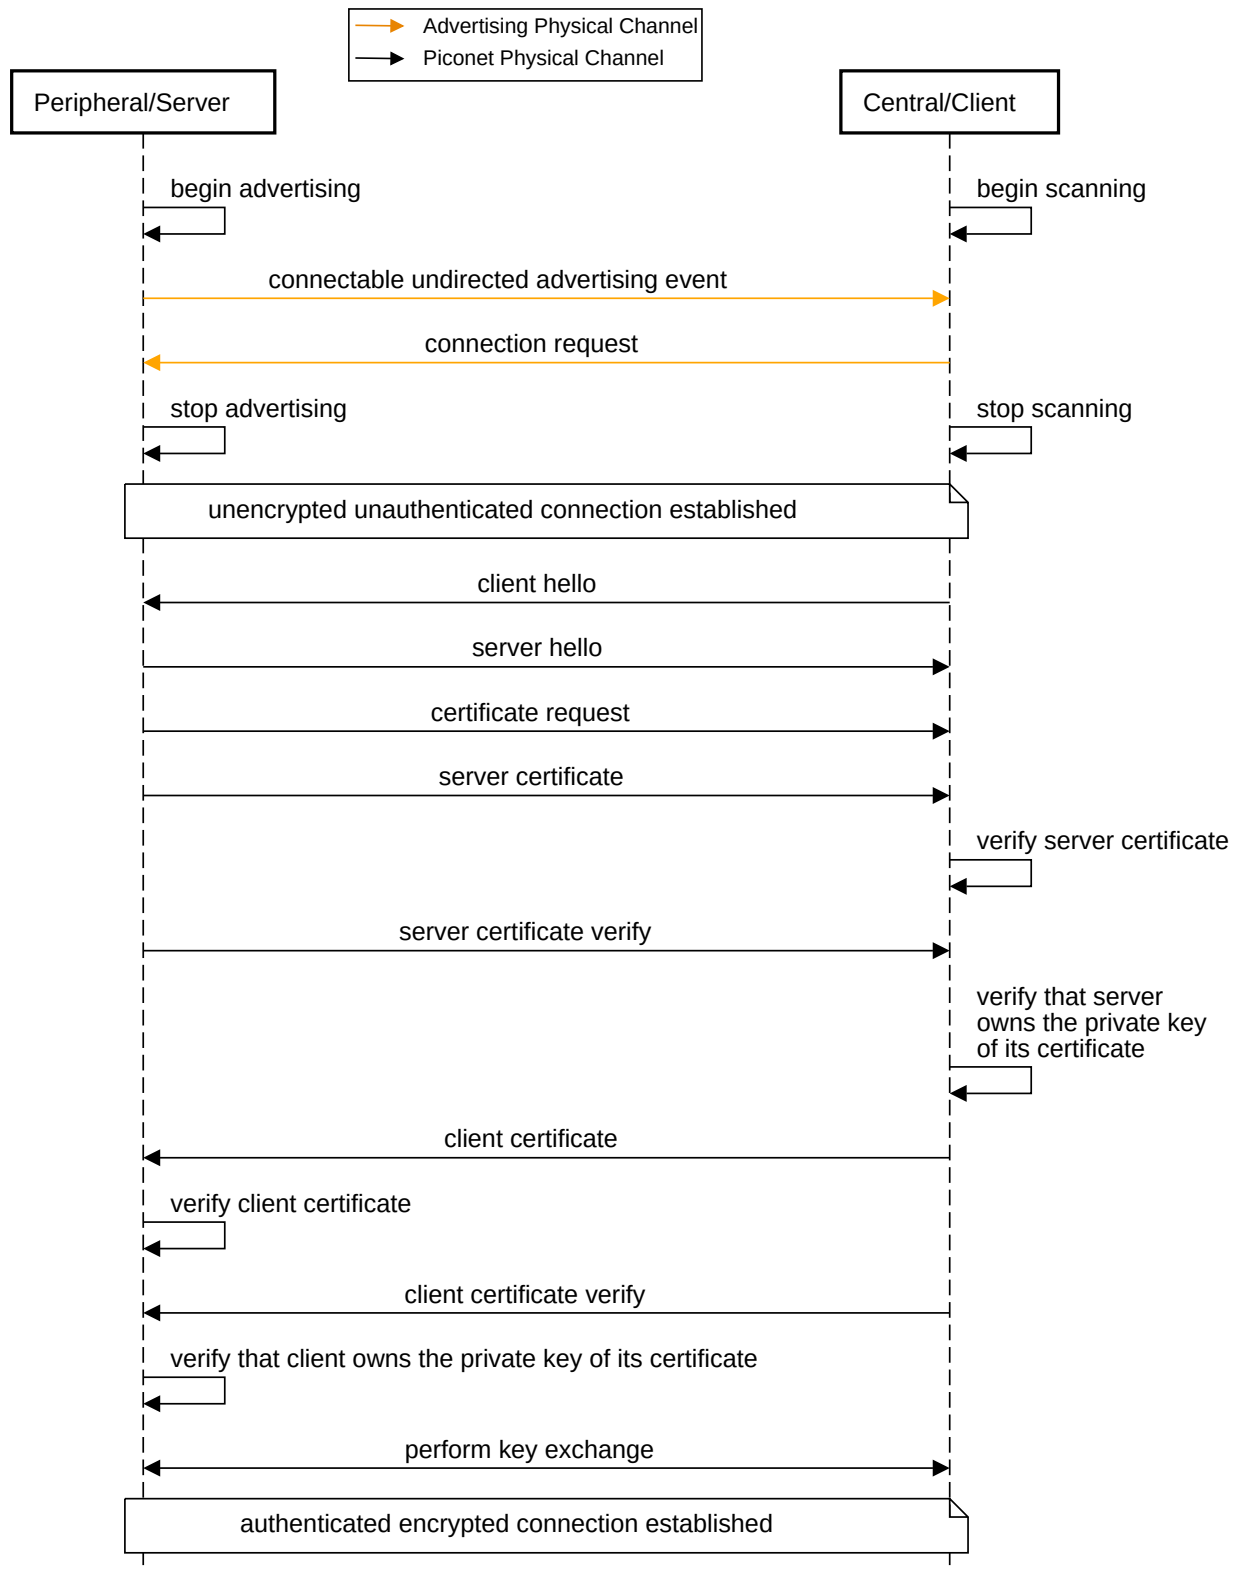 Advertising Physical Channel
Piconet Physical Channel
Peripheral/Server
Central/Client
begin advertising
begin scanning
connectable undirected advertising event
connection request
stop advertising
stop scanning
unencrypted unauthenticated connection established
client hello
server hello
certificate request
server certificate
verify server certificate
server certificate verify
verify that server
owns the private key
of its certificate
client certificate
verify client certificate
client certificate verify
verify that client owns the private key of its certificate
perform key exchange
authenticated encrypted connection established